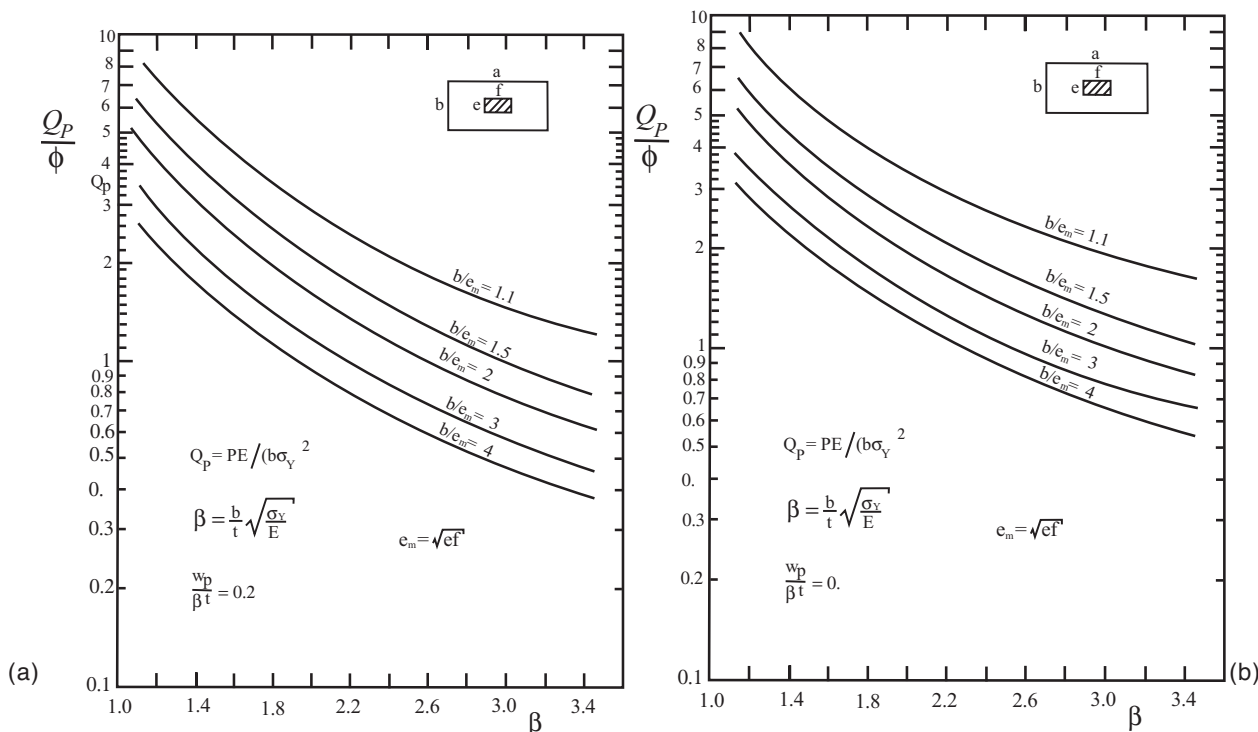 10
8
7
6
5
4
Q_p
3
2
1
0.9
0.8
0.7
0.6
0.5
0.
0.3
0.2
0.1
Q_P
ϕ
1.0
1.4
1.8
2.2
2.6
3.0
3.4
β
a
f
b
e
b/e_m = 1.1
b/e_m = 1.5
b/e_m = 2
b/e_m = 3
b/e_m = 4
Q_P = PE/(bσ_Y ²
β = b/t √σ_Y/E
e_m = √ef
w_p/βt = 0.2
(a)
10
9
8
7
6
5
4
3
2
1
0.9
0.8
0.7
0.6
0.5
0.
0.3
0.2
0.1
Q_P
ϕ
1.0
1.4
1.8
2.2
2.6
3.0
3.4
β
a
f
b
e
b/e_m = 1.1
b/e_m = 1.5
b/e_m = 2
b/e_m = 3
b/e_m = 4
Q_P = PE/(bσ_Y ²
β = b/t √σ_Y/E
e_m = √ef
w_p/βt = 0.
(b)